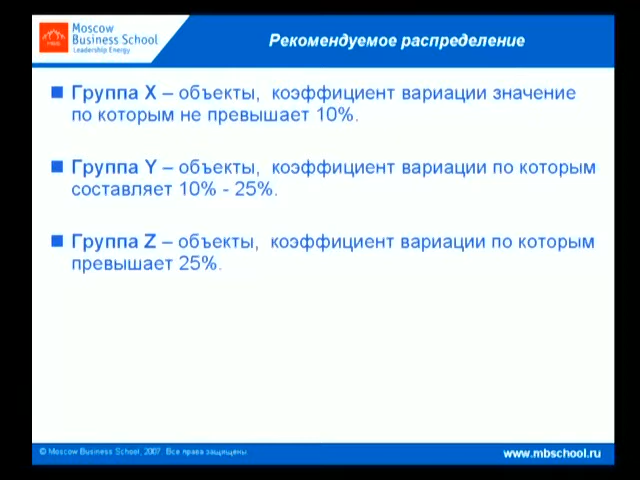 Moscow
Business School
Leadership Energy
Рекомендуемое распределение
Группа X – объекты, коэффициент вариации значение
по которым не превышает 10%.
Группа Y – объекты, коэффициент вариации по которым
составляет 10% - 25%.
Группа Z – объекты, коэффициент вариации по которым
превышает 25%.
© Moscow Business School, 2007. Все права защищены.
www.mbschool.ru